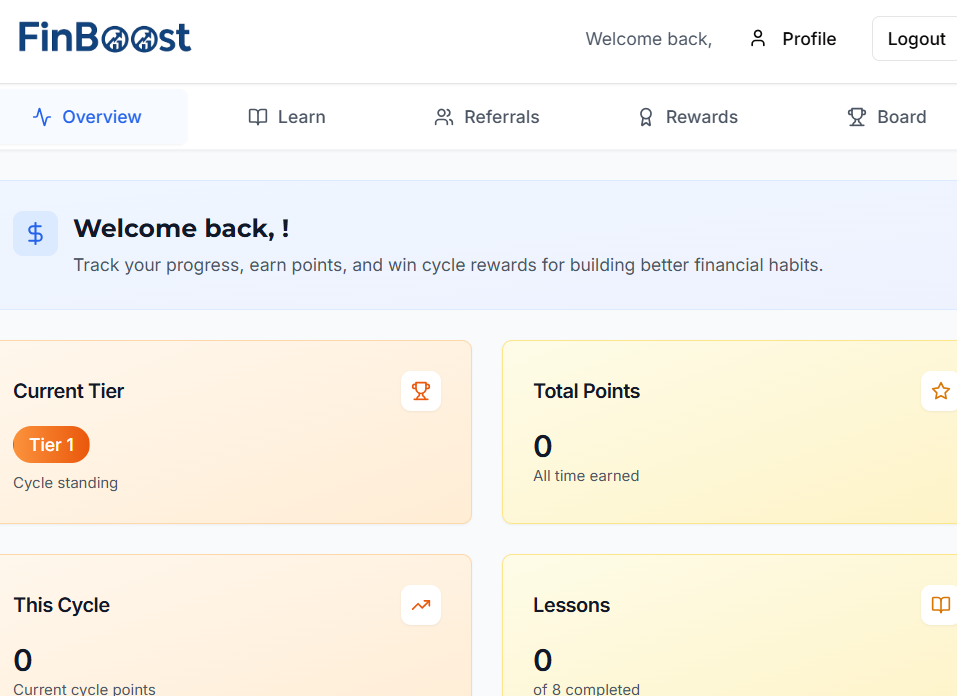 FinBoost
Welcome back,
Profile
Logout
Overview
Learn
Referrals
Rewards
Board
$
Welcome back, !
Track your progress, earn points, and win cycle rewards for building better financial habits.
Current Tier
Tier 1
Cycle standing
Total Points
0
All time earned
This Cycle
0
Current cycle points
Lessons
0
of 8 completed